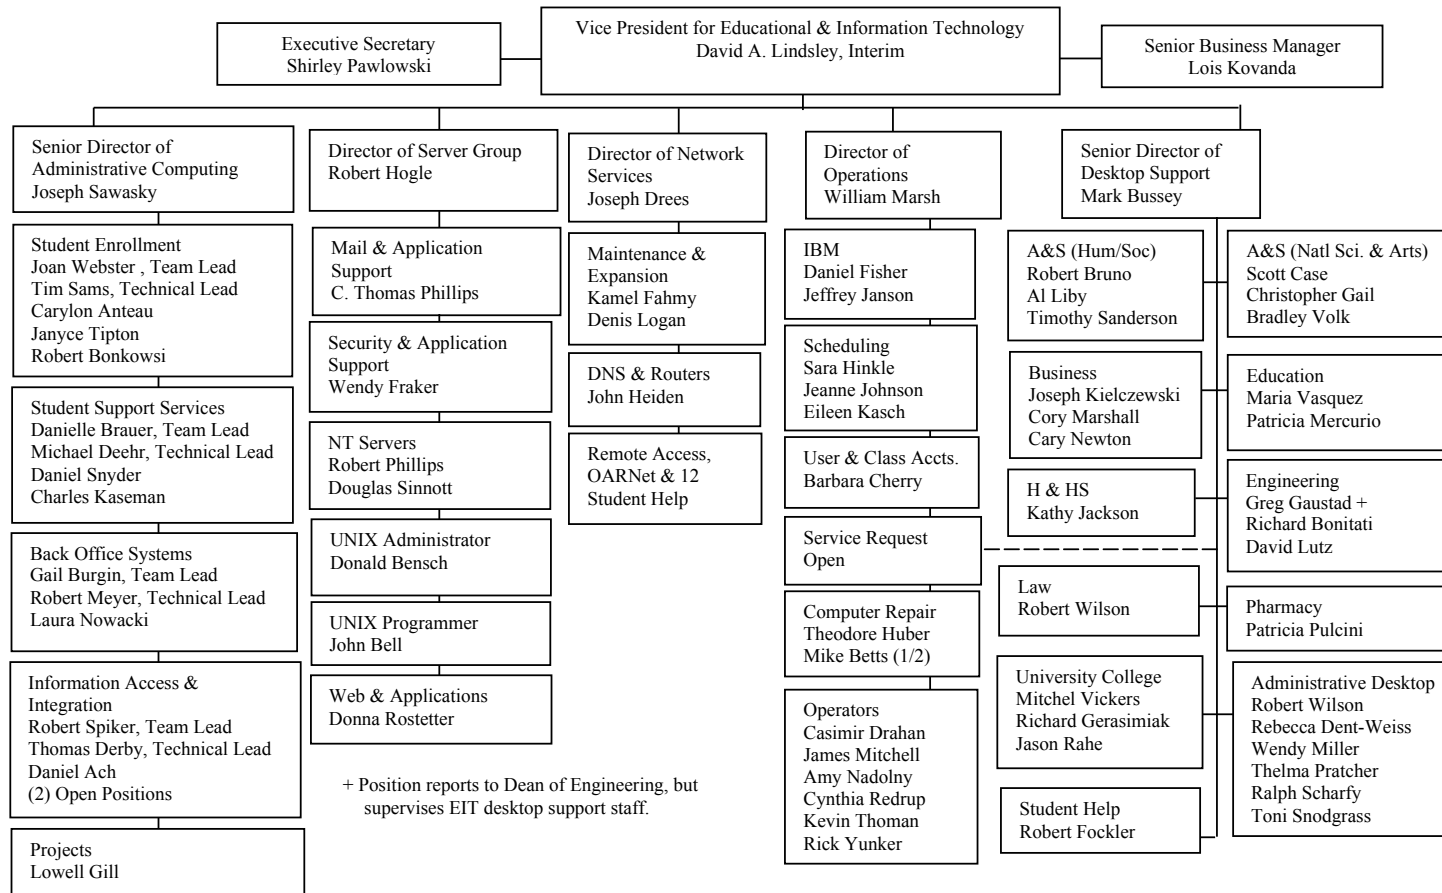 Vice President for Educational & Information Technology
David A. Lindsley, Interim
Executive Secretary
Shirley Pawlowski
Senior Business Manager
Lois Kovanda
Senior Director of
Administrative Computing
Joseph Sawasky
Student Enrollment
Joan Webster , Team Lead
Tim Sams, Technical Lead
Carylon Anteau
Janyce Tipton
Robert Bonkowsi
Student Support Services
Danielle Brauer, Team Lead
Michael Deehr, Technical Lead
Daniel Snyder
Charles Kaseman
Back Office Systems
Gail Burgin, Team Lead
Robert Meyer, Technical Lead
Laura Nowacki
Information Access &
Integration
Robert Spiker, Team Lead
Thomas Derby, Technical Lead
Daniel Ach
(2) Open Positions
Projects
Lowell Gill
Director of Server Group
Robert Hogle
Mail & Application
Support
C. Thomas Phillips
Security & Application
Support
Wendy Fraker
NT Servers
Robert Phillips
Douglas Sinnott
UNIX Administrator
Donald Bensch
UNIX Programmer
John Bell
Web & Applications
Donna Rostetter
Director of Network
Services
Joseph Drees
Maintenance &
Expansion
Kamel Fahmy
Denis Logan
DNS & Routers
John Heiden
Remote Access,
OARNet & 12
Student Help
Director of
Operations
William Marsh
IBM
Daniel Fisher
Jeffrey Janson
Scheduling
Sara Hinkle
Jeanne Johnson
Eileen Kasch
User & Class Accts.
Barbara Cherry
Service Request
Open
Computer Repair
Theodore Huber
Mike Betts (1/2)
Operators
Casimir Drahan
James Mitchell
Amy Nadolny
Cynthia Redrup
Kevin Thoman
Rick Yunker
Senior Director of
Desktop Support
Mark Bussey
A&S (Hum/Soc)
Robert Bruno
Al Liby
Timothy Sanderson
A&S (Natl Sci. & Arts)
Scott Case
Christopher Gail
Bradley Volk
Business
Joseph Kielczewski
Cory Marshall
Cary Newton
Education
Maria Vasquez
Patricia Mercurio
H & HS
Kathy Jackson
Engineering
Greg Gaustad +
Richard Bonitati
David Lutz
Law
Robert Wilson
Pharmacy
Patricia Pulcini
University College
Mitchel Vickers
Richard Gerasimiak
Jason Rahe
Administrative Desktop
Robert Wilson
Rebecca Dent-Weiss
Wendy Miller
Thelma Pratcher
Ralph Scharfy
Toni Snodgrass
Student Help
Robert Fockler
+ Position reports to Dean of Engineering, but
supervises EIT desktop support staff.